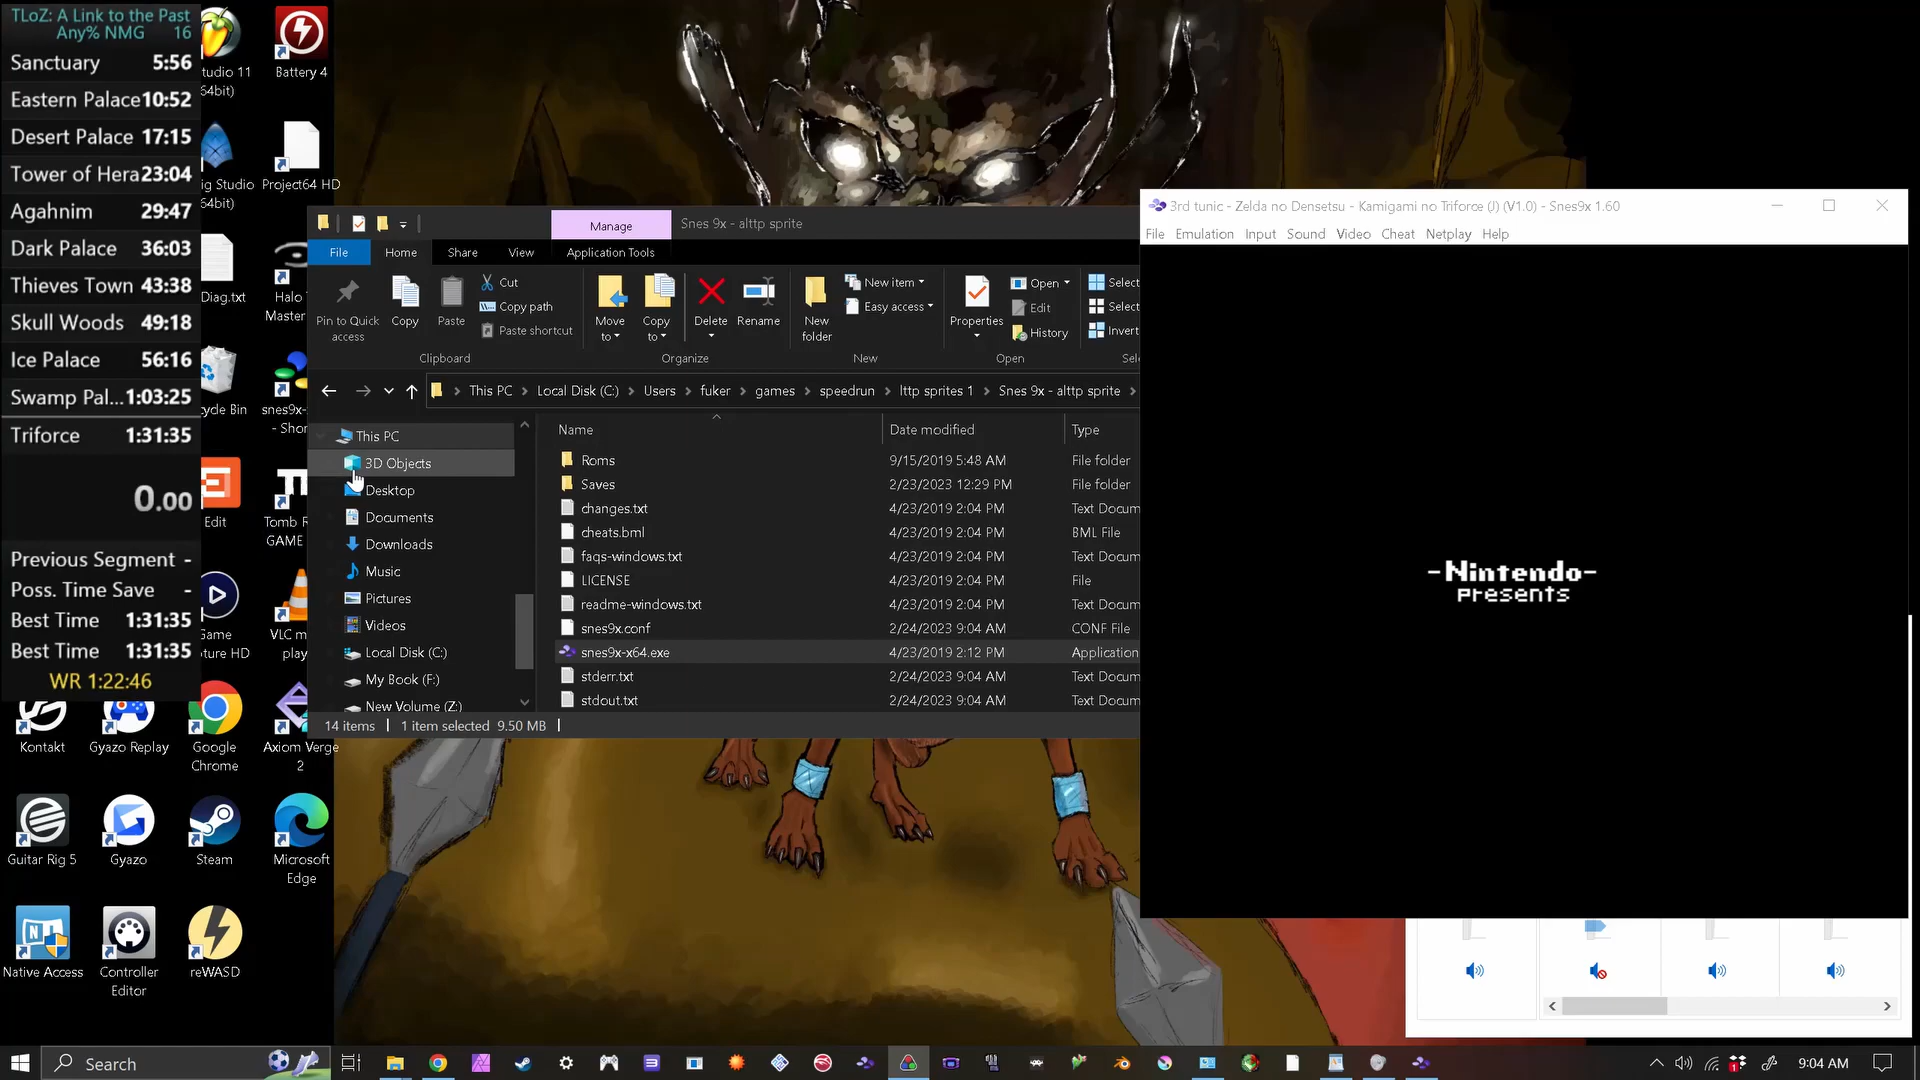 TLoZ: A Link to the Past
Any% NMG 16
Sanctuary 5:56
Eastern Palace 10:52
Desert Palace 17:15
Tower of Hera 23:04
Agahnim 29:47
Dark Palace 36:03
Thieves Town 43:38
Skull Woods 49:18
Ice Palace 56:16
Swamp Pal... 1:03:25
Triforce 1:31:35
0.00
Previous Segment -
Poss. Time Save -
Best Time 1:31:35
Best Time 1:31:35
WR 1:22:46
Battery 4
Project64 HD
Diag.txt
Edit
Kontakt
Gyazo Replay
Google
Chrome
Axiom Verge
2
Guitar Rig 5
Gyazo
Steam
Microsoft
Edge
Native Access
Controller
Editor
reWASD
Manage
Snes 9x - alttp sprite
File
Home
Share
View
Application Tools
Pin to Quick
access
Copy
Paste
Cut
Copy path
Paste shortcut
Clipboard
Move
to
Copy
to
Delete
Rename
Organize
New
folder
New item
Easy access
New
Properties
Open
Edit
History
Open
Select
Select
Invert
This PC
Local Disk (C:)
Users
fuker
games
speedrun
lttp sprites 1
Snes 9x - alttp sprite
This PC
3D Objects
Desktop
Documents
Downloads
Music
Pictures
Videos
Local Disk (C:)
My Book (F:)
New Volume (Z:)
Name Date modified Type
Roms 9/15/2019 5:48 AM File folder
Saves 2/23/2023 12:29 PM File folder
changes.txt 4/23/2019 2:04 PM Text Docum
cheats.bml 4/23/2019 2:04 PM BML File
faqs-windows.txt 4/23/2019 2:04 PM Text Docum
LICENSE 4/23/2019 2:04 PM File
readme-windows.txt 4/23/2019 2:04 PM Text Docum
snes9x.conf 2/24/2023 9:04 AM CONF File
snes9x-x64.exe 4/23/2019 2:12 PM Application
stderr.txt 2/24/2023 9:04 AM Text Docum
stdout.txt 2/24/2023 9:04 AM Text Docum
14 items
1 item selected 9.50 MB
3rd tunic - Zelda no Densetsu - Kamigami no Triforce (J) (V1.0) - Snes9x 1.60
File Emulation Input Sound Video Cheat Netplay Help
-Nintendo-
presents
Search
9:04 AM